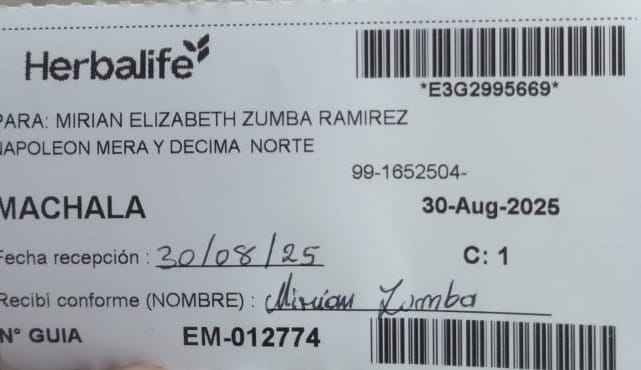 Herbalife
*E3G2995669*
PARA: MIRIAN ELIZABETH ZUMBA RAMIREZ
NAPOLEON MERA Y DECIMA NORTE
99-1652504-
MACHALA
30-Aug-2025
Fecha recepción : 30/08/25
C: 1
Recibi conforme (NOMBRE) : Mirian Zumba
N° GUIA
EM-012774